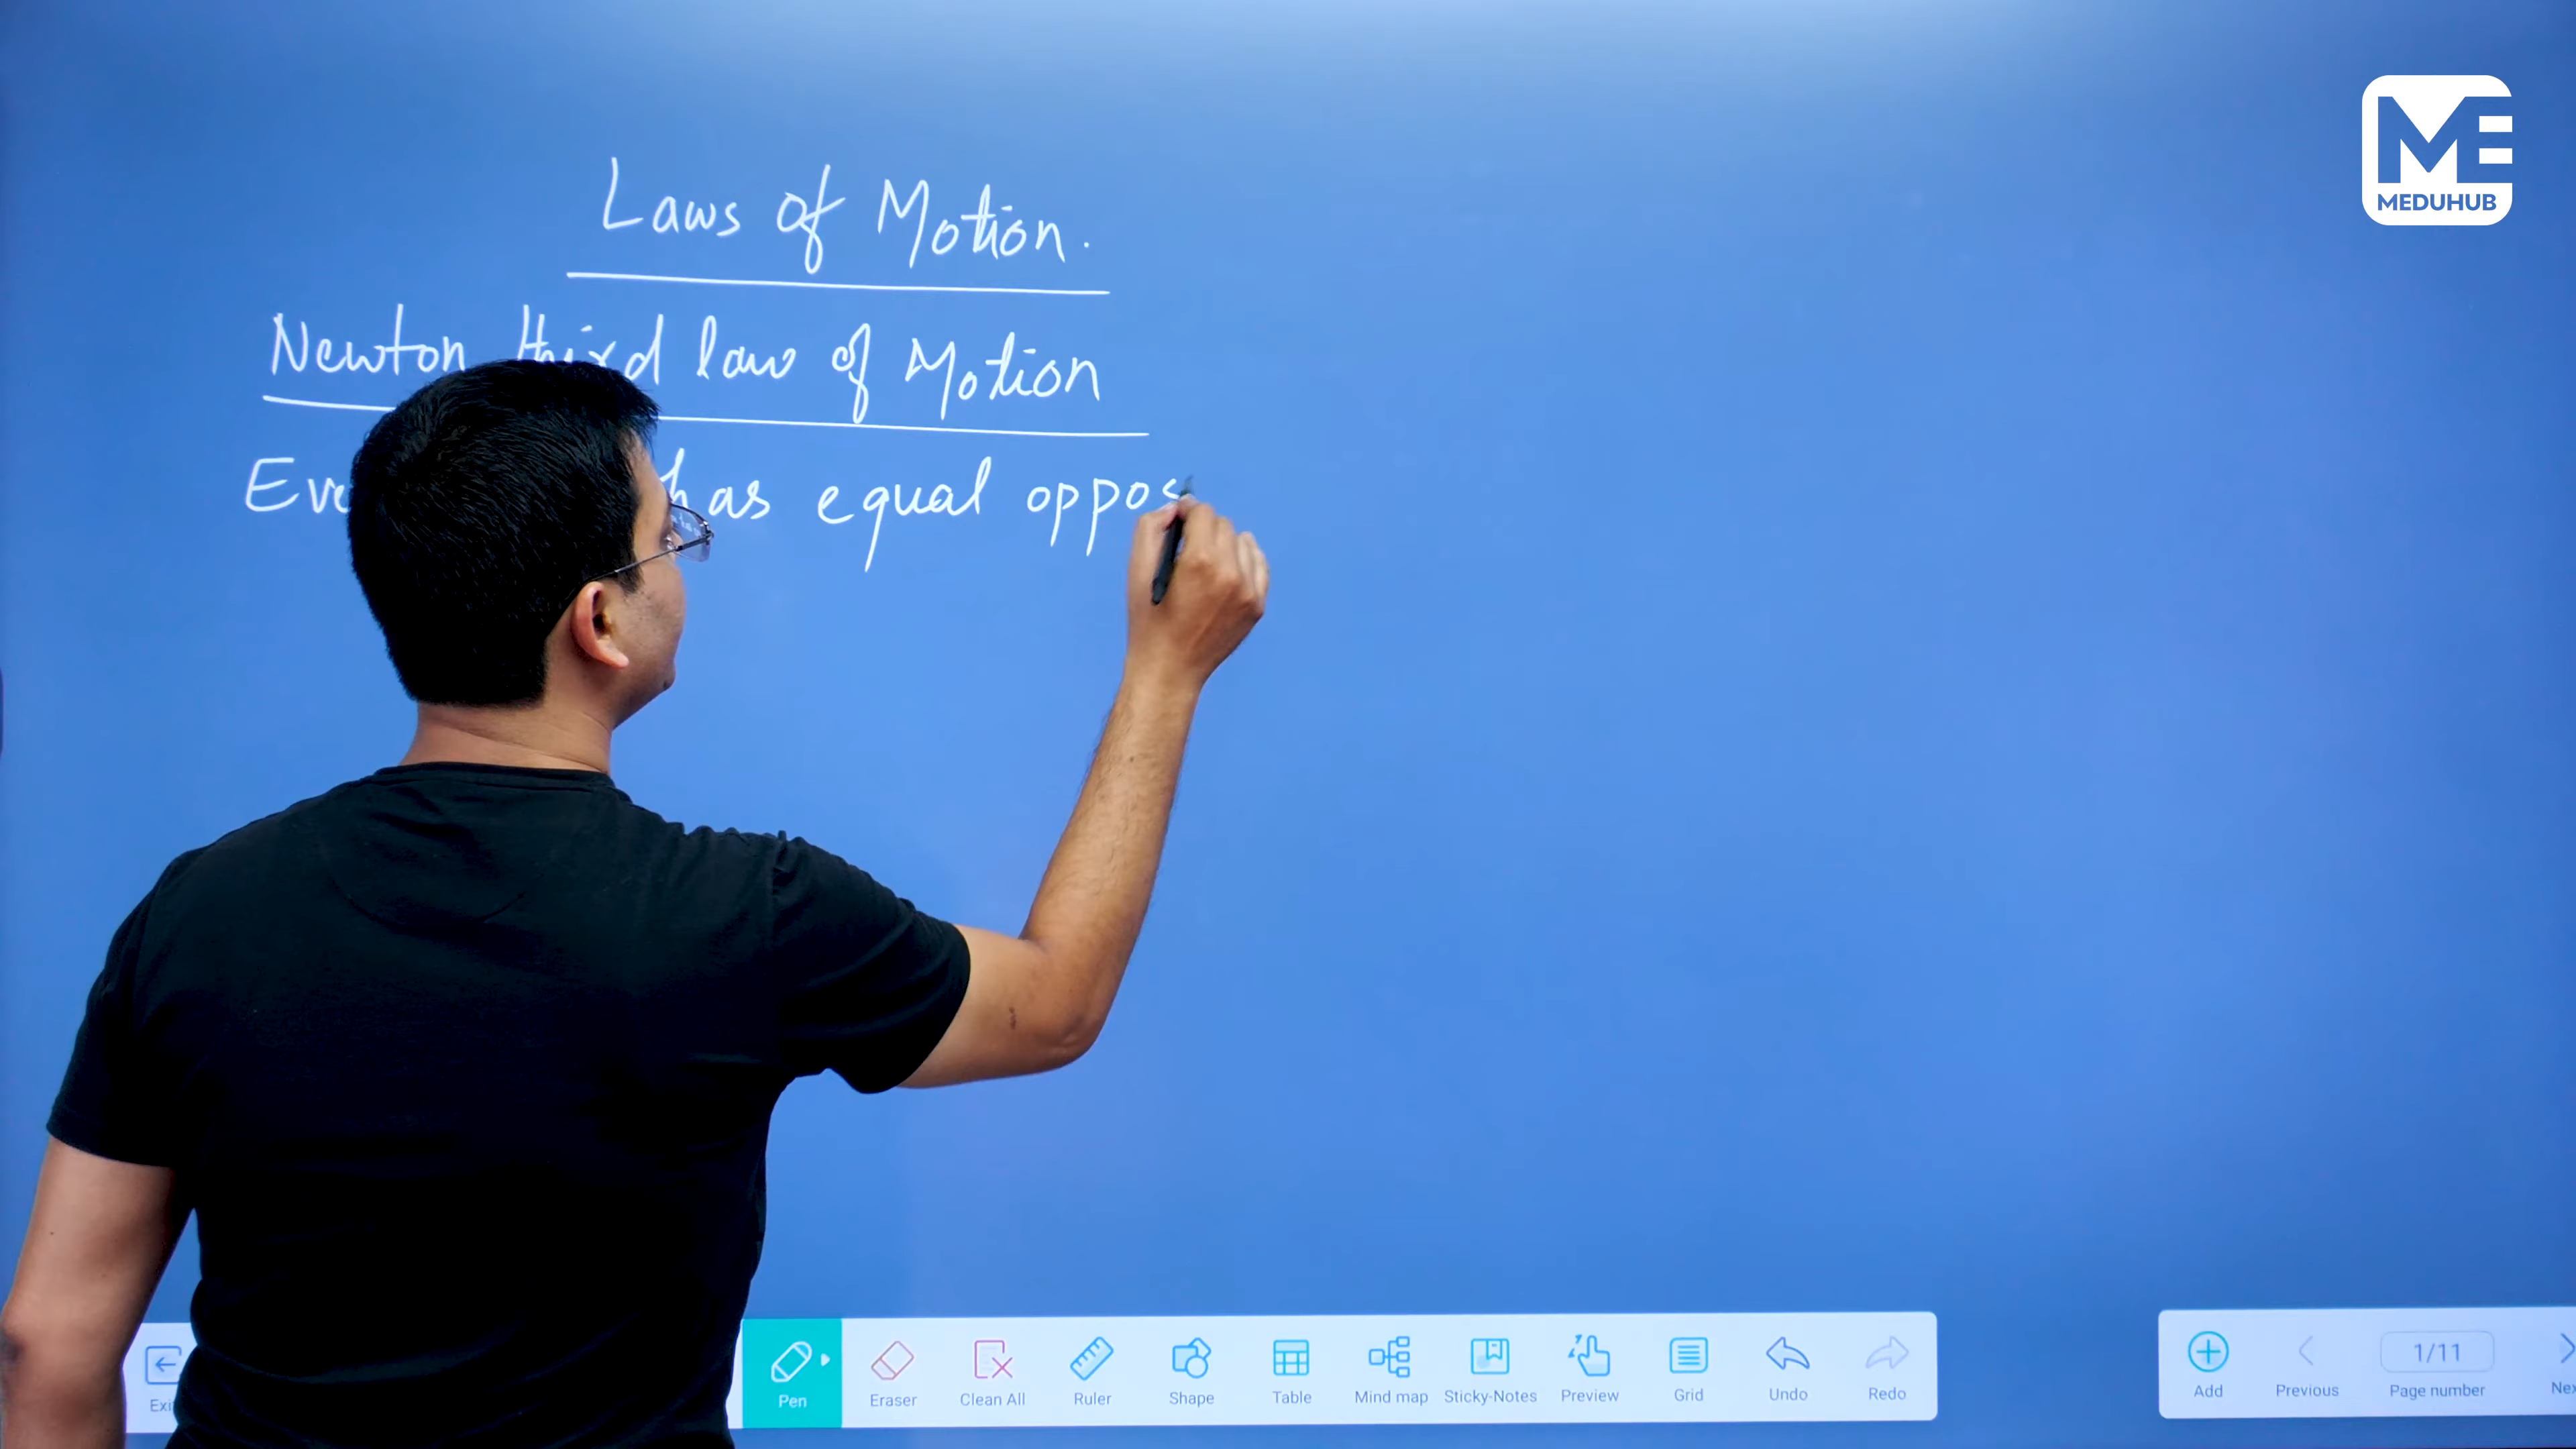 ME
MEDUHUB
Laws of Motion.
Newton third law of Motion
has equal
Pen
Eraser
Clean All
Ruler
Shape
Table
Mind map
Sticky-Notes
Preview
Grid
Undo
Redo
Add
Previous
1/11
Page number